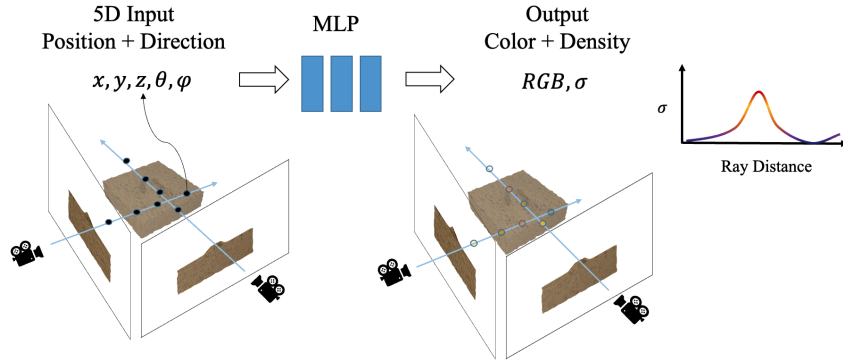 5D Input
Position + Direction
x, y, z, θ, φ
MLP
Output
Color + Density
RGB, σ
σ
Ray Distance